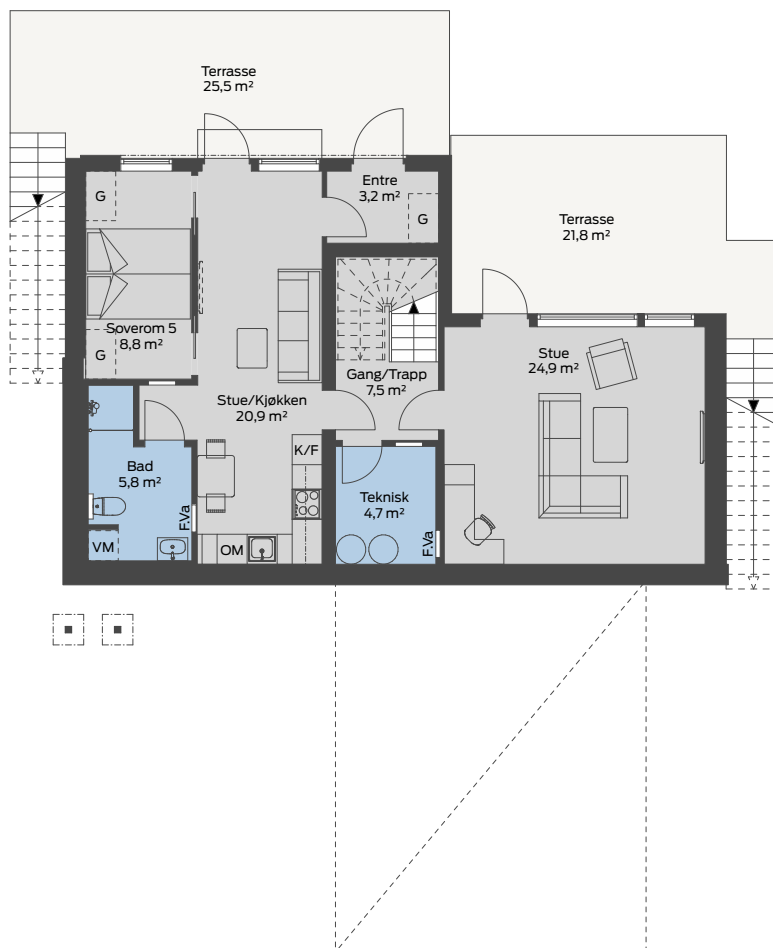 Terrasse
25,5 m²
Entre
3,2 m²
G
G
Terrasse
21,8 m²
Soverom 5
8,8 m²
G
Gang/Trapp
7,5 m²
Stue
24,9 m²
Stue/Kjøkken
20,9 m²
K/F
Bad
5,8 m²
Teknisk
4,7 m²
F.Va
VM
OM
F.Va